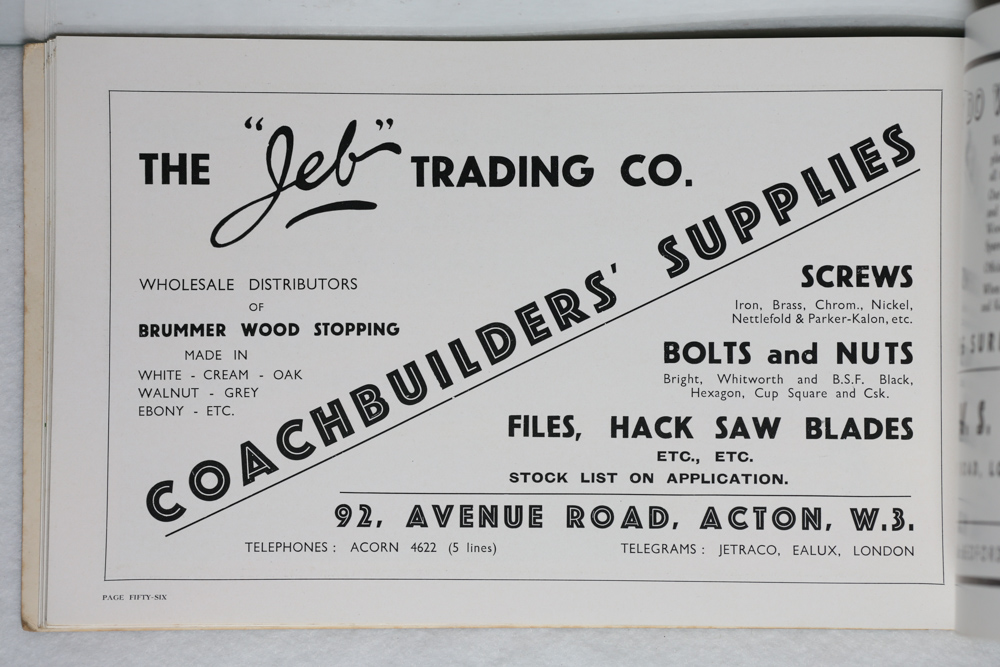 THE "Jeb" TRADING CO.
COACHBUILDERS' SUPPLIES
WHOLESALE DISTRIBUTORS
OF
BRUMMER WOOD STOPPING
MADE IN
WHITE - CREAM - OAK
WALNUT - GREY
EBONY - ETC.
SCREWS
Iron, Brass, Chrom., Nickel,
Nettlefold & Parker-Kalon, etc.
BOLTS and NUTS
Bright, Whitworth and B.S.F. Black,
Hexagon, Cup Square and Csk.
FILES, HACK SAW BLADES
ETC., ETC.
STOCK LIST ON APPLICATION.
92, AVENUE ROAD, ACTON, W.3.
TELEPHONES: ACORN 4622 (5 lines)
TELEGRAMS: JETRACO, EALUX, LONDON
PAGE FIFTY-SIX